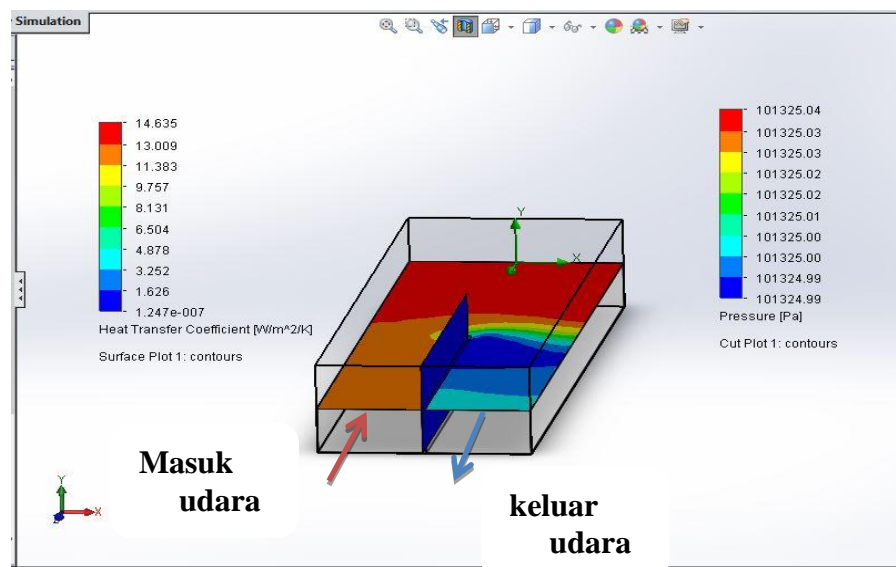 Simulation
14.635
13.009
11.383
9.757
8.131
6.504
4.878
3.252
1.626
1.247e-007
Heat Transfer Coefficient [W/m^2/K]
Surface Plot 1: contours
101325.04
101325.03
101325.03
101325.02
101325.02
101325.01
101325.00
101325.00
101324.99
101324.99
Pressure [Pa]
Cut Plot 1: contours
Y
X
Masuk
udara
keluar
udara
Y
X